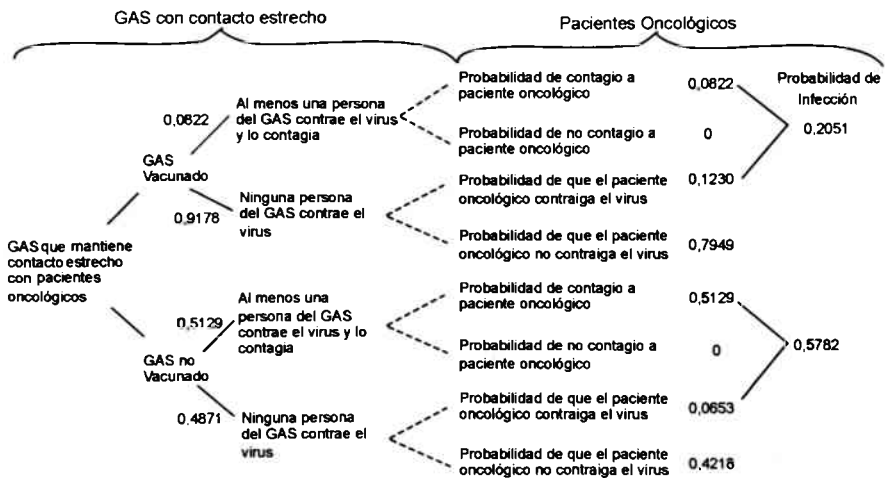 GAS con contacto estrecho
Pacientes Oncológicos
Probabilidad de contagio a
paciente oncológico
0,0822
Probabilidad de
Infección
0,2051
0,0822
Al menos una persona
del GAS contrae el virus
y lo contagia
Probabilidad de no contagio a
paciente oncológico
0
GAS
Vacunado
Probabilidad de que el paciente
oncológico contraiga el virus
0,1230
0,9178
Ninguna persona
del GAS contrae el
virus
Probabilidad de que el paciente
oncológico no contraiga el virus
0,7949
GAS que mantiene
contacto estrecho
con pacientes
oncológicos
Al menos una
persona del GAS
contrae el virus y lo
contagia
0,5129
Probabilidad de contagio a
paciente oncológico
0,5129
0,5782
Probabilidad de no contagio a
paciente oncológico
0
GAS no
Vacunado
0,4871
Ninguna persona
del GAS contrae el
virus
Probabilidad de que el paciente
oncológico contraiga el virus
0,0653
Probabilidad de que el paciente
oncológico no contraiga el virus
0,4218